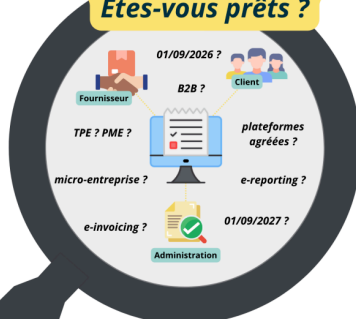 Êtes-vous prêts ?
01/09/2026 ?
Fournisseur
Client
B2B ?
TPE ? PME ?
plateformes
agréées ?
micro-entreprise ?
e-reporting ?
e-invoicing ?
01/09/2027 ?
Administration